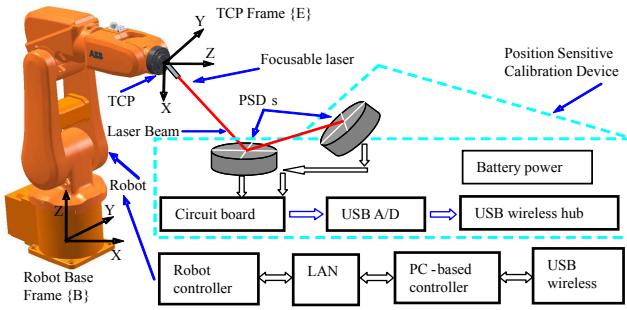 Y
TCP Frame {E}
Z
Focusable laser
ABB
TCP
X
PSD s
Position Sensitive
Calibration Device
Laser Beam
Battery power
Robot
Z
Y
X
Circuit board
USB A/D
USB wireless hub
Robot Base
Frame {B}
Robot
controller
LAN
PC -based
controller
USB
wireless